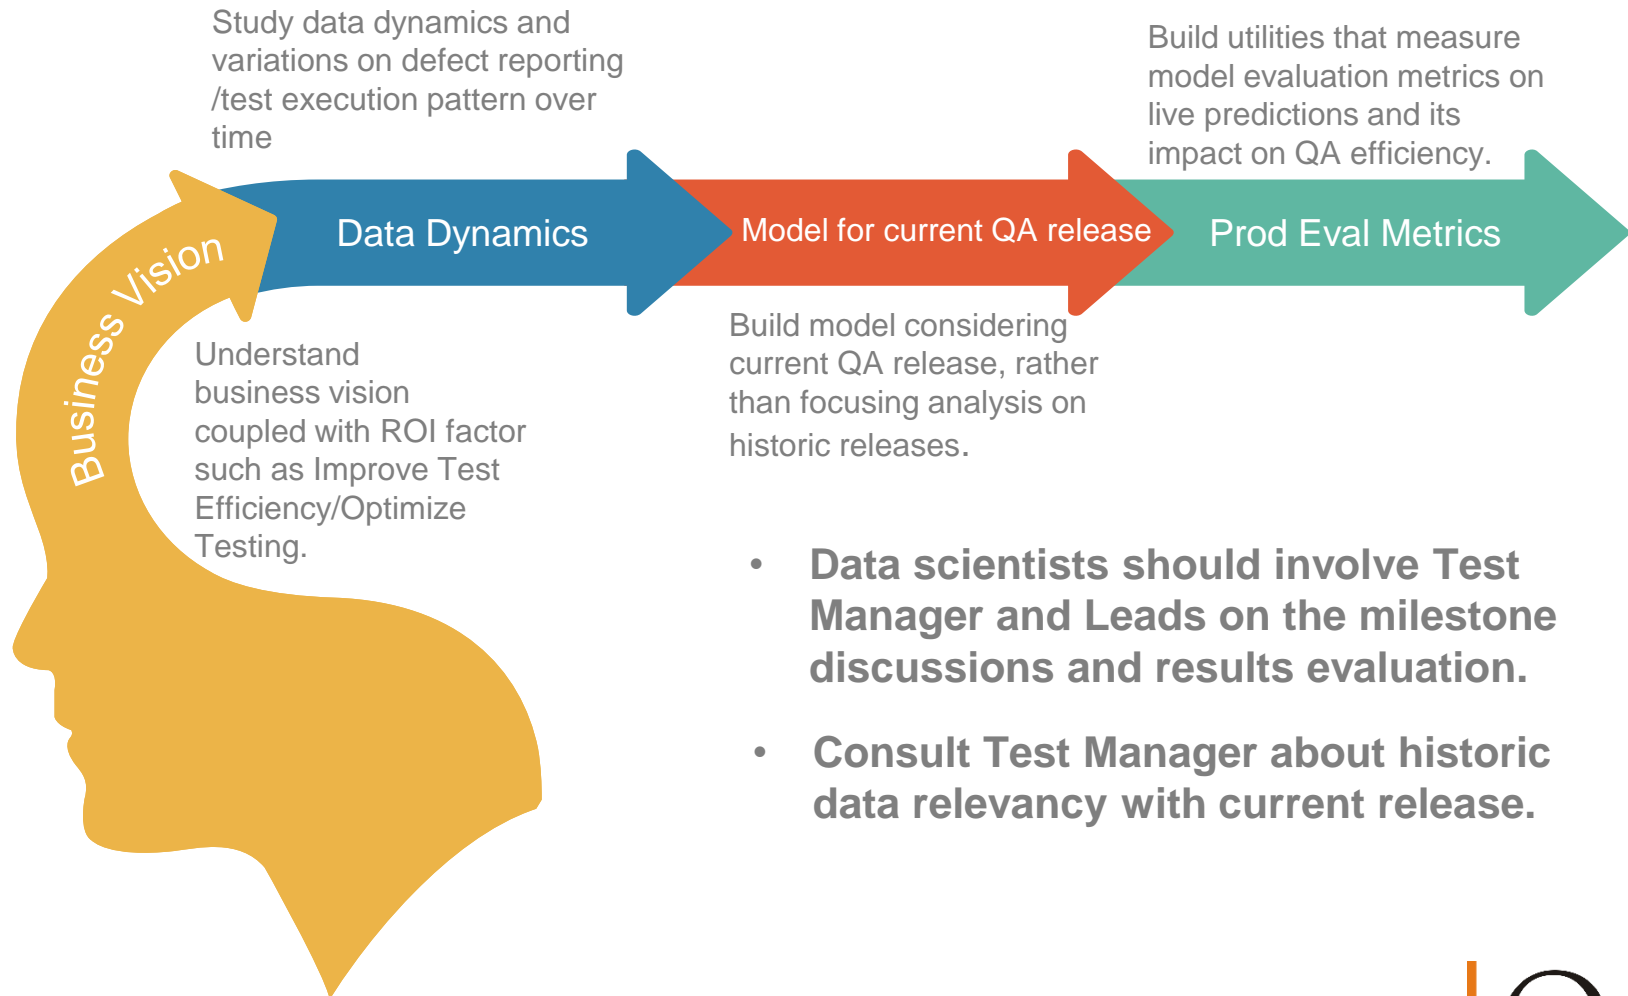 Study data dynamics and
variations on defect reporting
/test execution pattern over
time
Build utilities that measure
model evaluation metrics on
live predictions and its
impact on QA efficiency.
Business Vision
Data Dynamics
Model for current QA release
Prod Eval Metrics
Understand
business vision
coupled with ROI factor
such as Improve Test
Efficiency/Optimize
Testing.
Build model considering
current QA release, rather
than focusing analysis on
historic releases.
• Data scientists should involve Test
Manager and Leads on the milestone
discussions and results evaluation.
• Consult Test Manager about historic
data relevancy with current release.